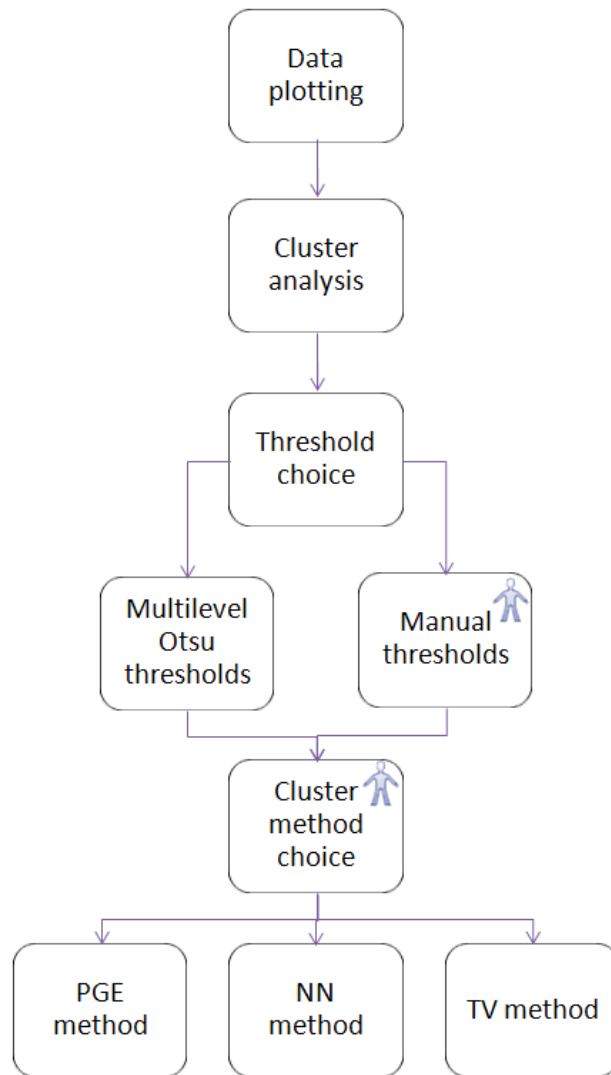 Data
plotting
Cluster
analysis
Threshold
choice
Multilevel
Otsu
thresholds
Manual
thresholds
Cluster
method
choice
PGE
method
NN
method
TV method